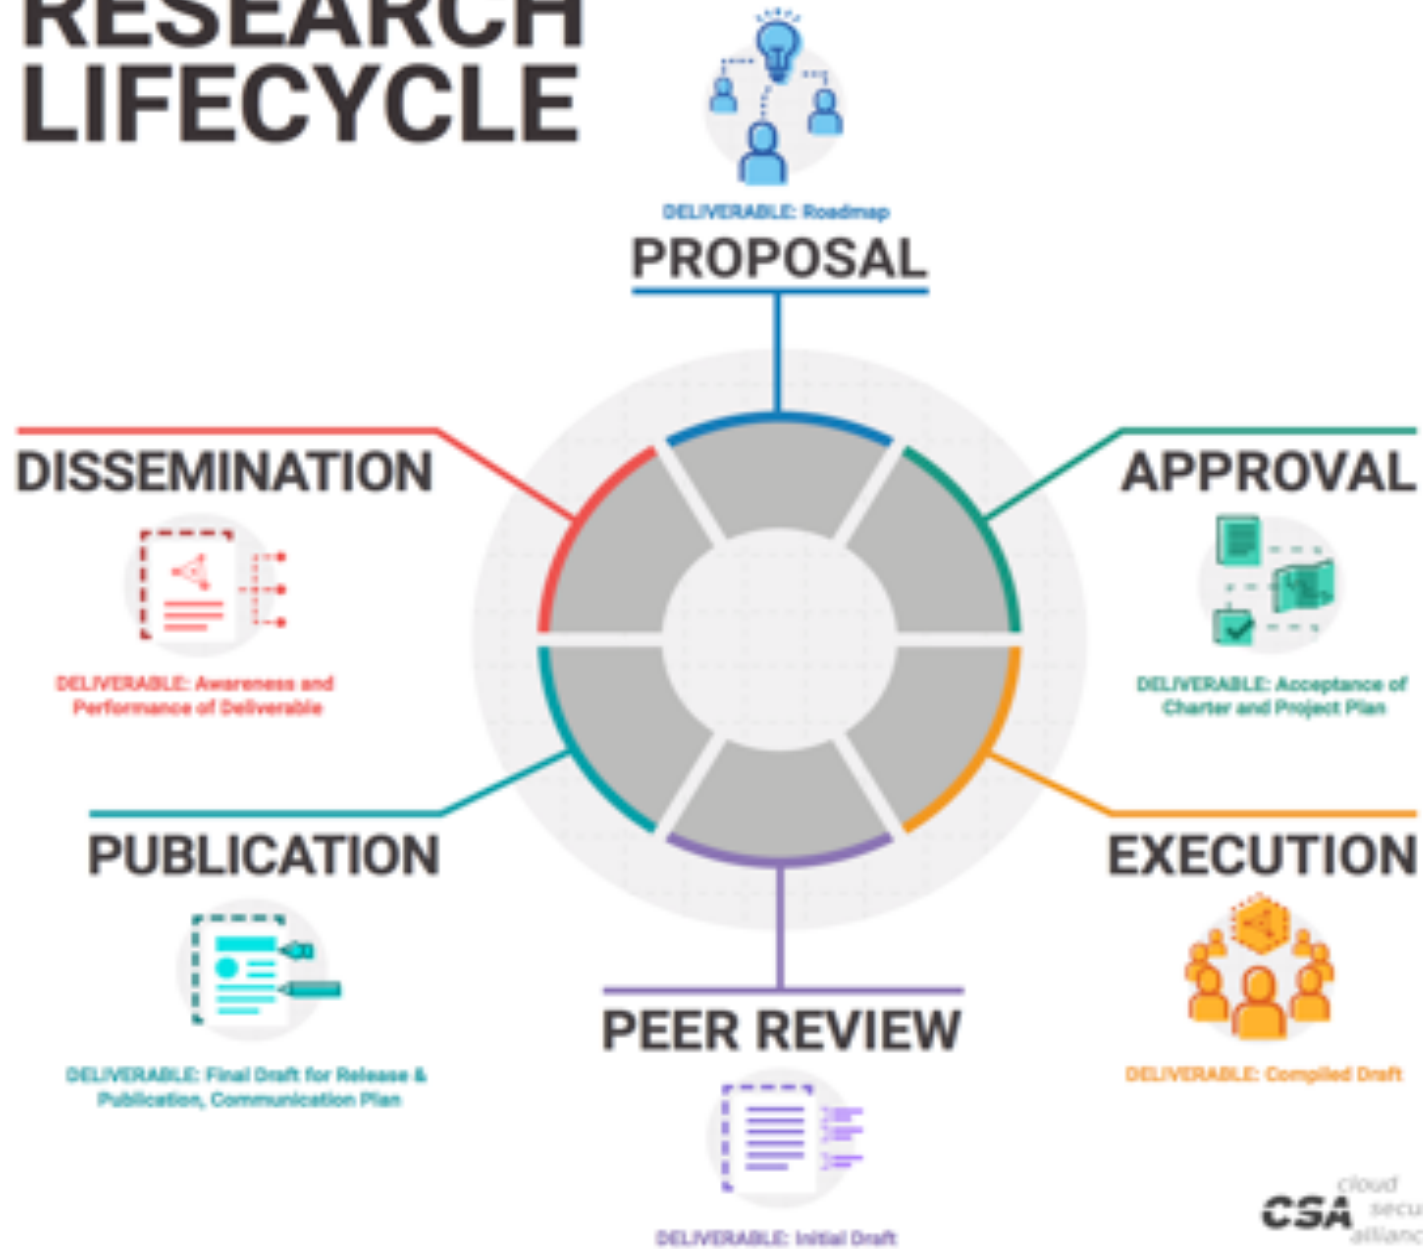 RESEARCH
LIFECYCLE
DELIVERABLE: Roadmap
PROPOSAL
DISSEMINATION
DELIVERABLE: Awareness and
Performance of Deliverable
APPROVAL
DELIVERABLE: Acceptance of
Charter and Project Plan
PUBLICATION
DELIVERABLE: Final Draft for Release &
Publication, Communication Plan
EXECUTION
DELIVERABLE: Compiled Draft
PEER REVIEW
DELIVERABLE: Initial Draft
CSA
cloud
secu
allianc